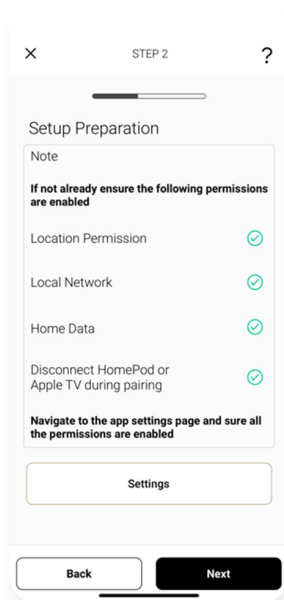 STEP 2
?
Setup Preparation
Note
If not already ensure the following permissions
are enabled
Location Permission
Local Network
Home Data
Disconnect HomePod or
Apple TV during pairing
Navigate to the app settings page and sure all
the permissions are enabled
Settings
Back
Next